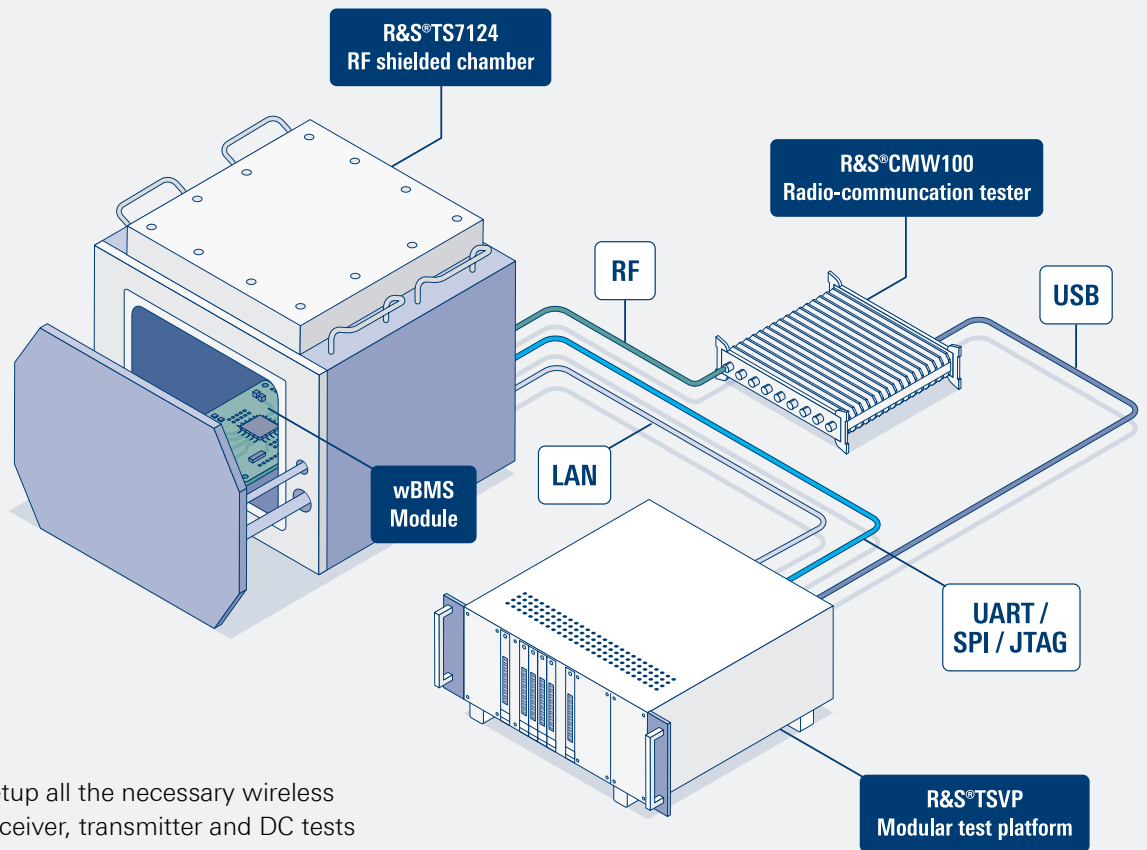 R&S®TS7124
RF shielded chamber
R&S®CMW100
Radio-communcation tester
RF
USB
LAN
wBMS
Module
UART /
SPI / JTAG
R&S®TSVP
Modular test platform
etup all the necessary wireless
ceiver, transmitter and DC tests